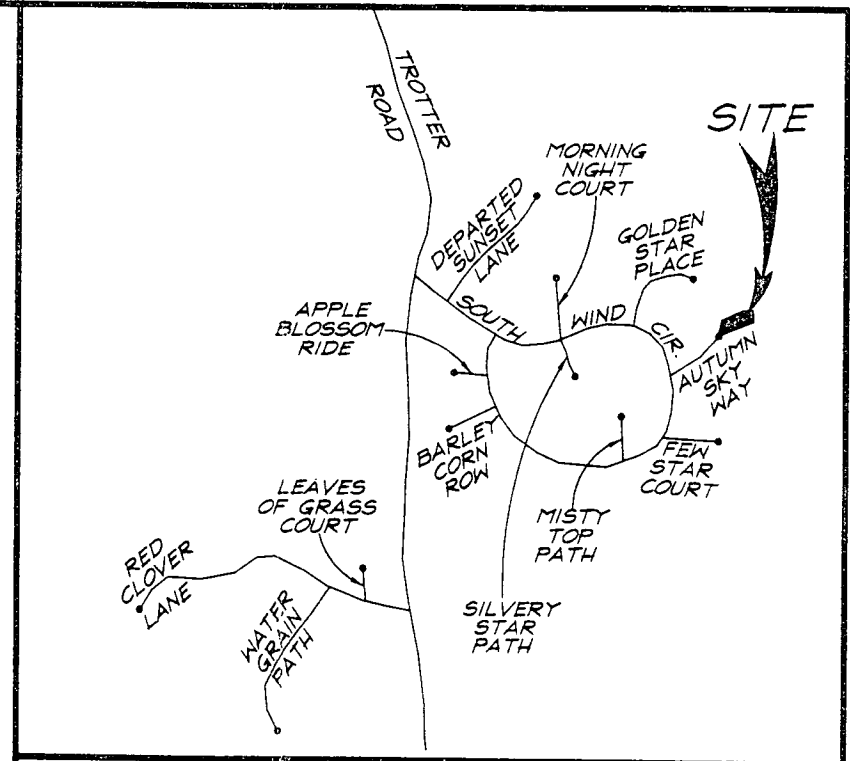 TROTTER
ROAD
SITE
MORNING
NIGHT
COURT
DEPARTED
SUNSET
LANE
GOLDEN
STAR
PLACE
SOUTH WIND CIR.
APPLE
BLOSSOM
RIDE
AUTUMN
SKY
WAY
BARLEY
CORN
ROW
FEW
STAR
COURT
LEAVES
OF GRASS
COURT
MISTY
TOP
PATH
RED
CLOVER
LANE
SILVERY
STAR
PATH
WATER
GRAIN
PATH